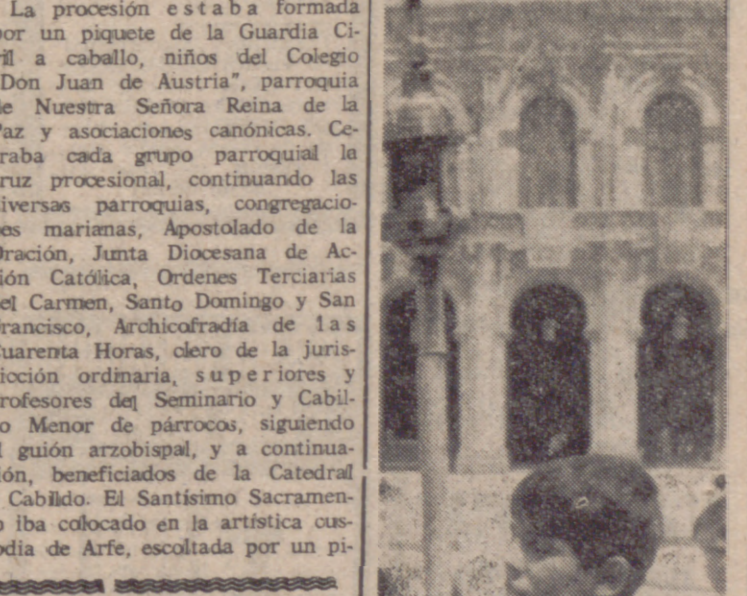 La procesión estaba formada
por un piquete de la Guardia Ci-
vil a caballo, niños del Colegio
"Don Juan de Austria", parroquia
de Nuestra Señora Reina de la
Paz y asociaciones canónicas. Ce-
rraba cada grupo parroquial la
cruz procesional, continuando las
diversas parroquias, congregacio-
nes marianas, Apostolado de la
Oración, Junta Diocesana de Ac-
ción Católica, Ordenes Terciarias
del Carmen, Santo Domingo y San
Francisco, Archicofradía de las
Cuarenta Horas, clero de la juris-
dicción ordinaria, superiores y
profesores del Seminario y Cabil-
do Menor de párrocos, siguiendo
el guión arzobispal, y a continua-
ción, beneficiados de la Catedral
y Cabildo. El Santísimo Sacramen-
to iba colocado en la artística cus-
todia de Arfe, escoltada por un pi-